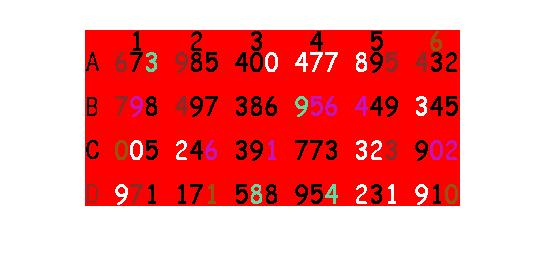 1 2 3 4 5 6
A 673 985 400 477 895 432
B 798 497 386 956 449 345
C 005 246 391 773 323 902
D 971 171 588 954 231 910